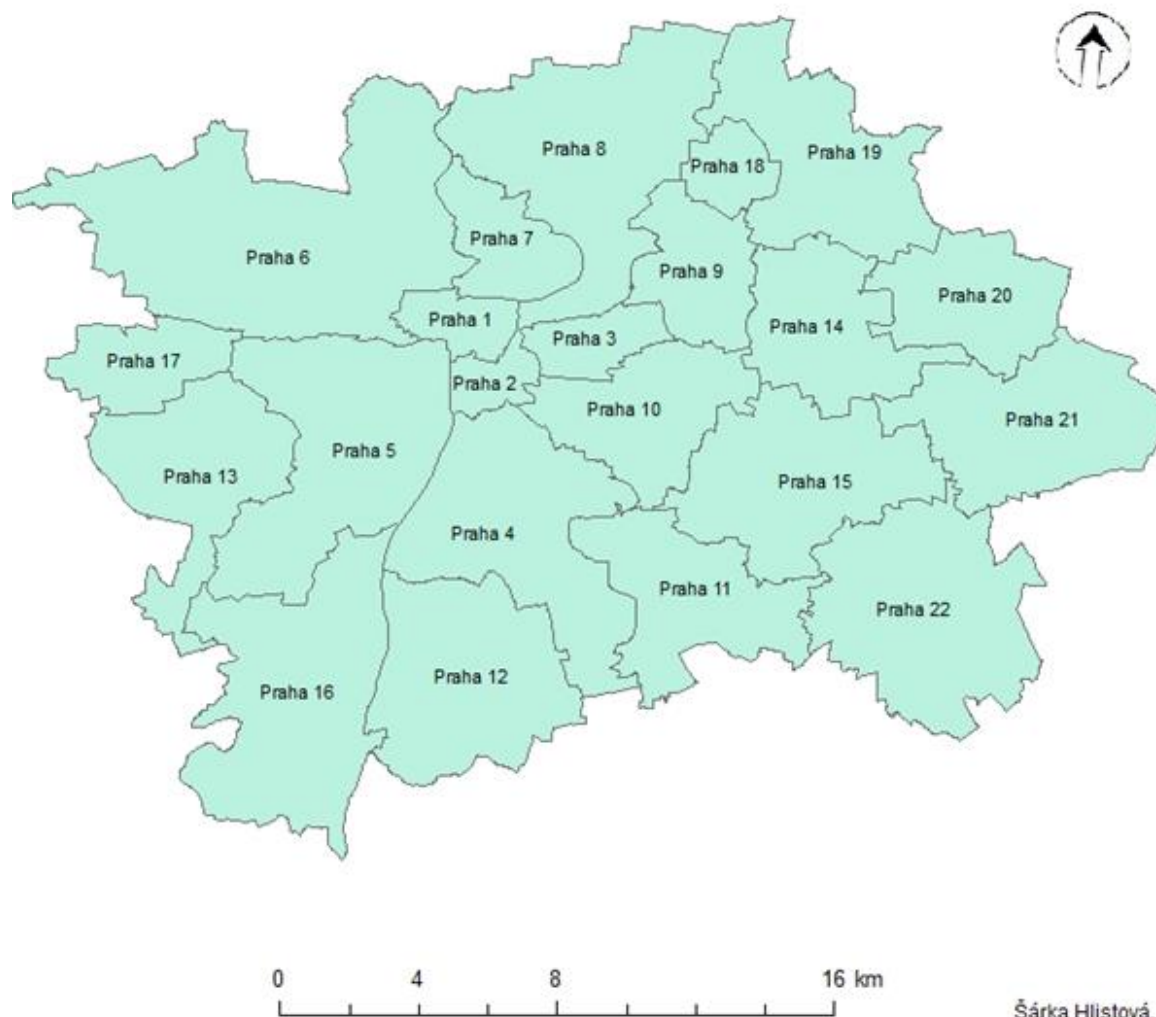 Praha 8
Praha 19
Praha 18
Praha 7
Praha 6
Praha 9
Praha 20
Praha 1
Praha 14
Praha 3
Praha 17
Praha 2
Praha 10
Praha 21
Praha 5
Praha 13
Praha 15
Praha 4
Praha 11
Praha 22
Praha 12
Praha 16
0 4 8 16 km
Šárka Hlistová